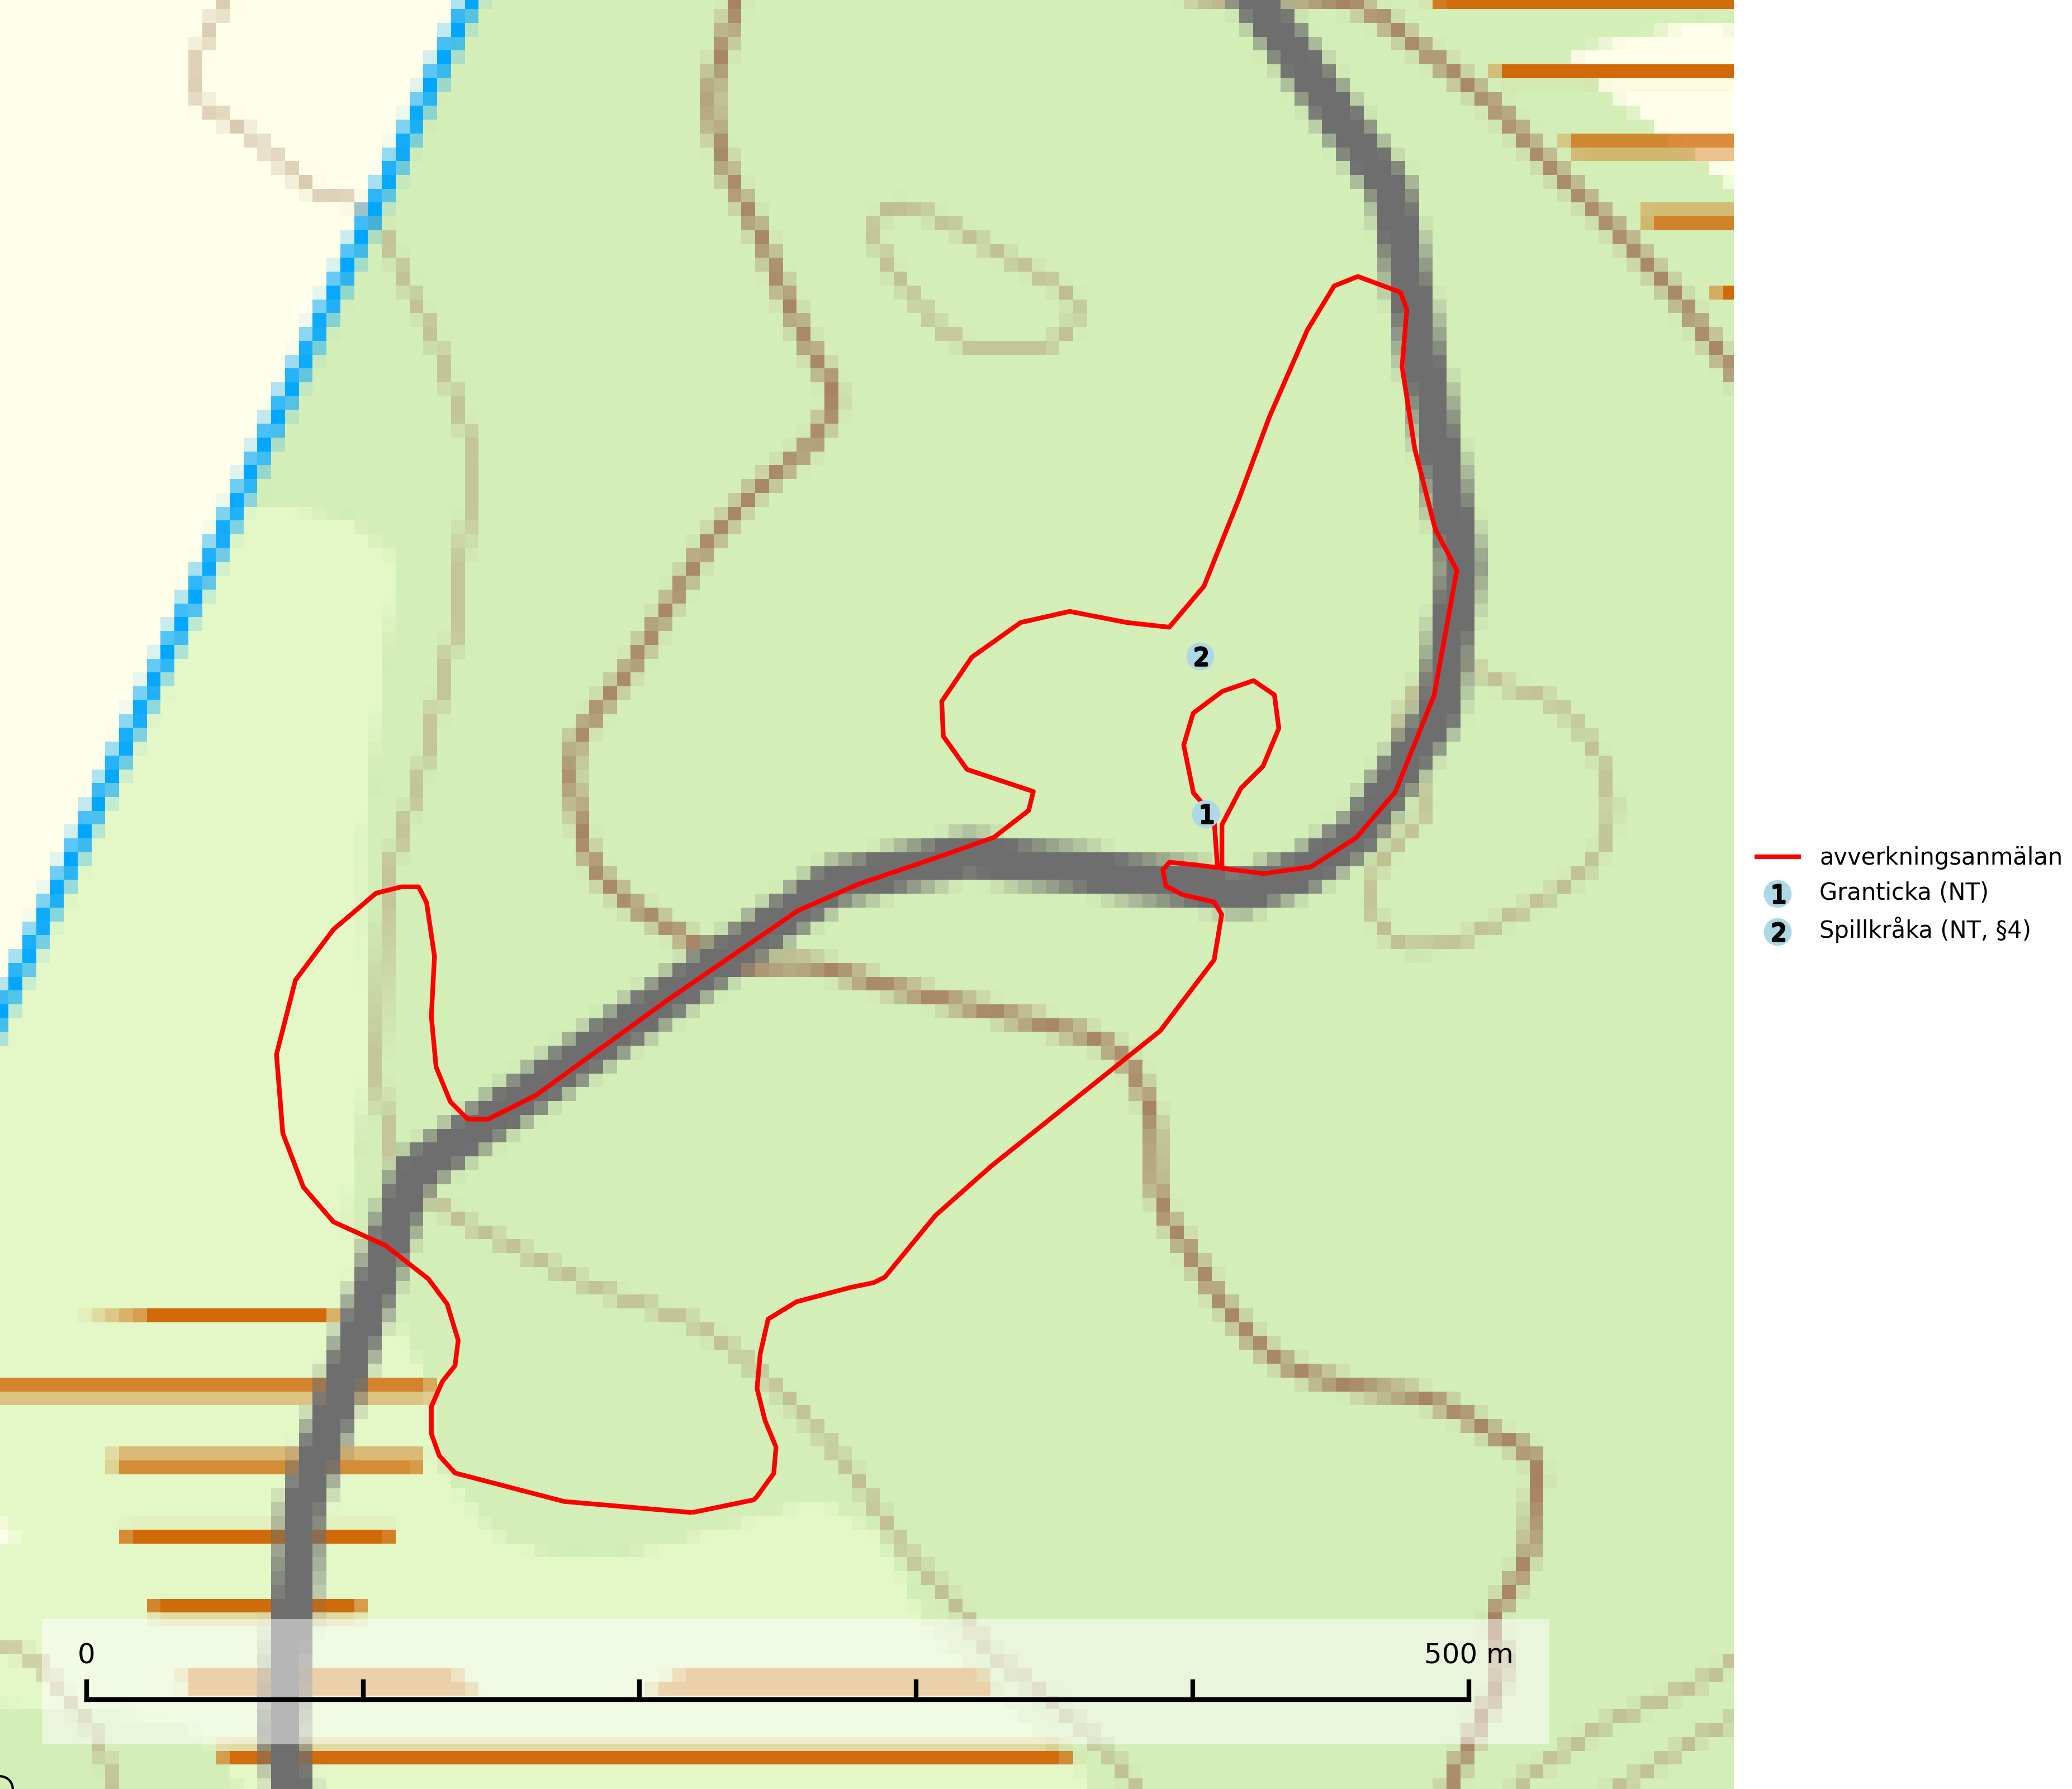 2
1
avverkningsanmälan
1 Granticka (NT)
2 Spillkråka (NT, §4)
0 500 m